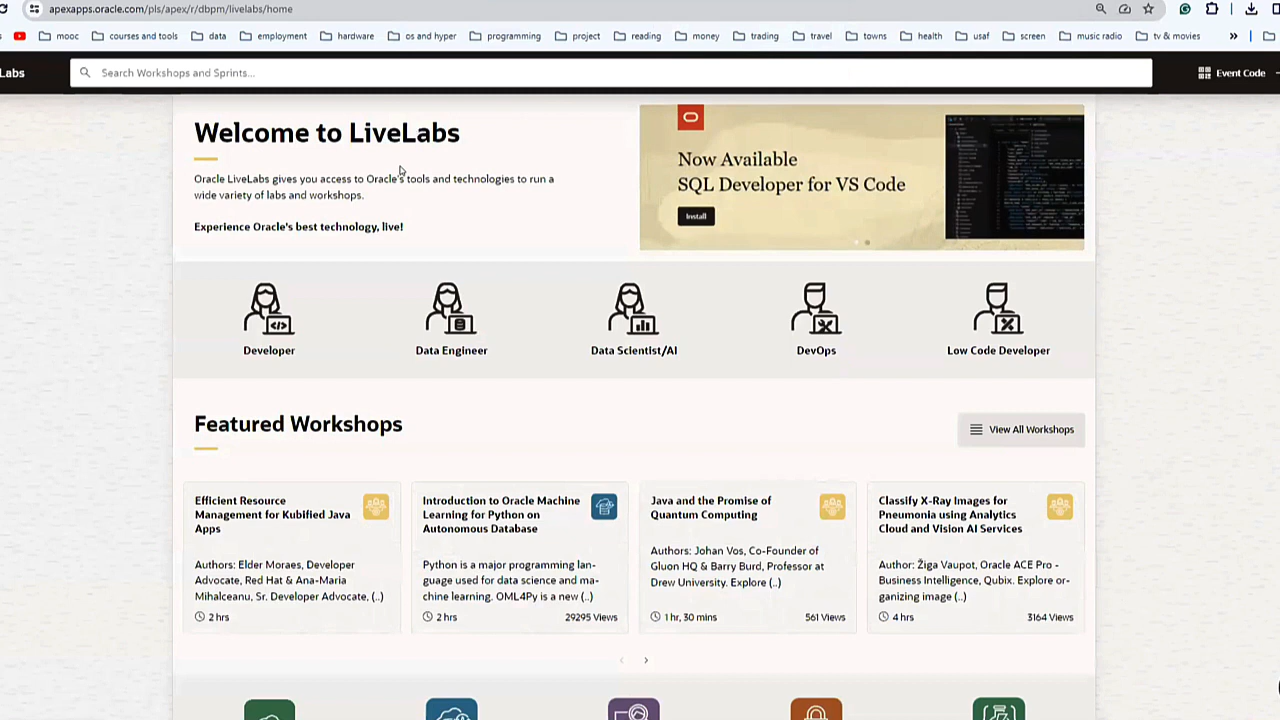 apexapps.oracle.com/pls/apex/r/dbpm/livelabs/home
mooc courses and tools data employment hardware os and hyper programming project reading money trading travel towns health usaf screen music radio tv & movies
Labs
Search Workshops and Sprints...
Event Code
Welcome to LiveLabs
Oracle LiveLabs gives you Oracle's tools and technologies to run a
wide variety of labs and workshops.
Experience Oracle's best technology, live!
Now Available
SQL Developer for VS Code
Install
Developer
Data Engineer
Data Scientist/AI
DevOps
Low Code Developer
Featured Workshops
View All Workshops
Efficient Resource
Management for Kubified Java
Apps
Authors: Elder Moraes, Developer
Advocate, Red Hat & Ana-Maria
Mihalceanu, Sr. Developer Advocate, (..)
2 hrs
Introduction to Oracle Machine
Learning for Python on
Autonomous Database
Python is a major programming lan-
guage used for data science and ma-
chine learning. OML4Py is a new (..)
2 hrs 29295 Views
Java and the Promise of
Quantum Computing
Authors: Johan Vos, Co-Founder of
Gluon HQ & Barry Burd, Professor at
Drew University. Explore (..)
1 hr, 30 mins 561 Views
Classify X-Ray Images for
Pneumonia using Analytics
Cloud and Vision AI Services
Author: Žiga Vaupot, Oracle ACE Pro -
Business Intelligence, Qubix. Explore or-
ganizing image (..)
4 hrs 3164 Views